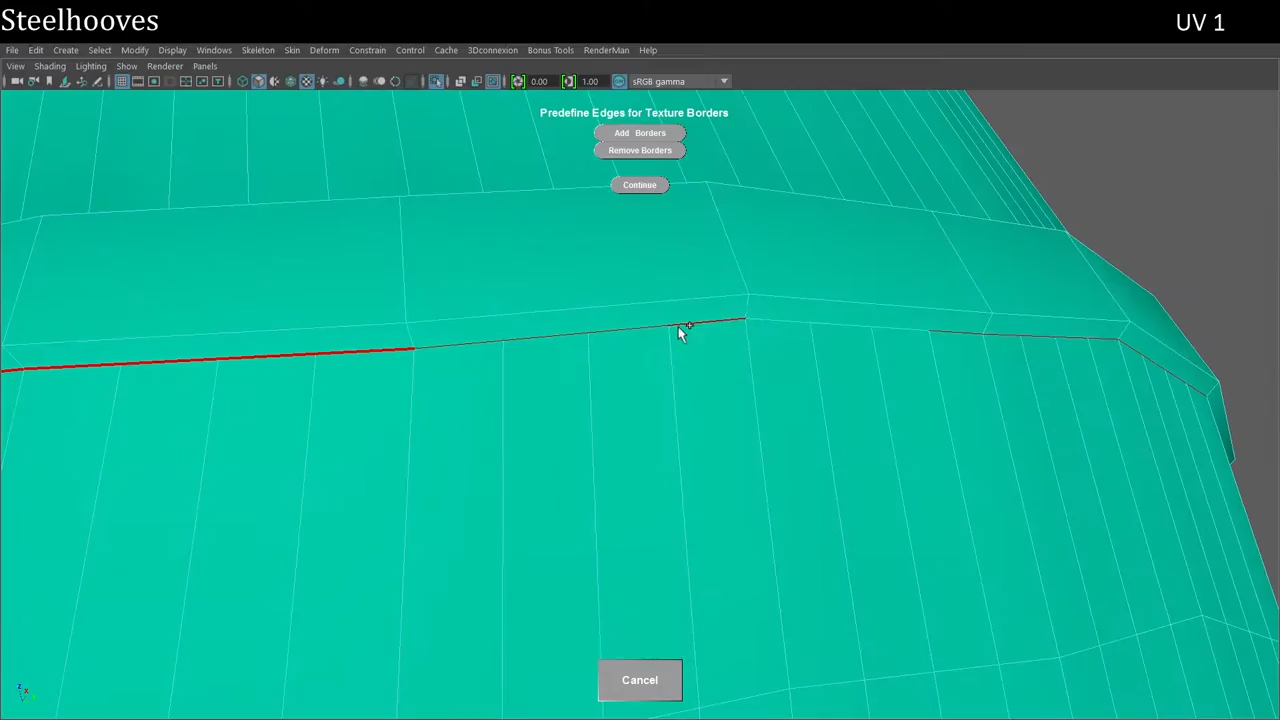 Steelhooves
UV 1
File Edit Create Select Modify Display Windows Skeleton Skin Deform Constrain Control Cache 3Dconnexion Bonus Tools RenderMan Help
View Shading Lighting Show Renderer Panels
0.00 1.00 sRGB gamma
Predefine Edges for Texture Borders
Add Borders
Remove Borders
Continue
Cancel
z x